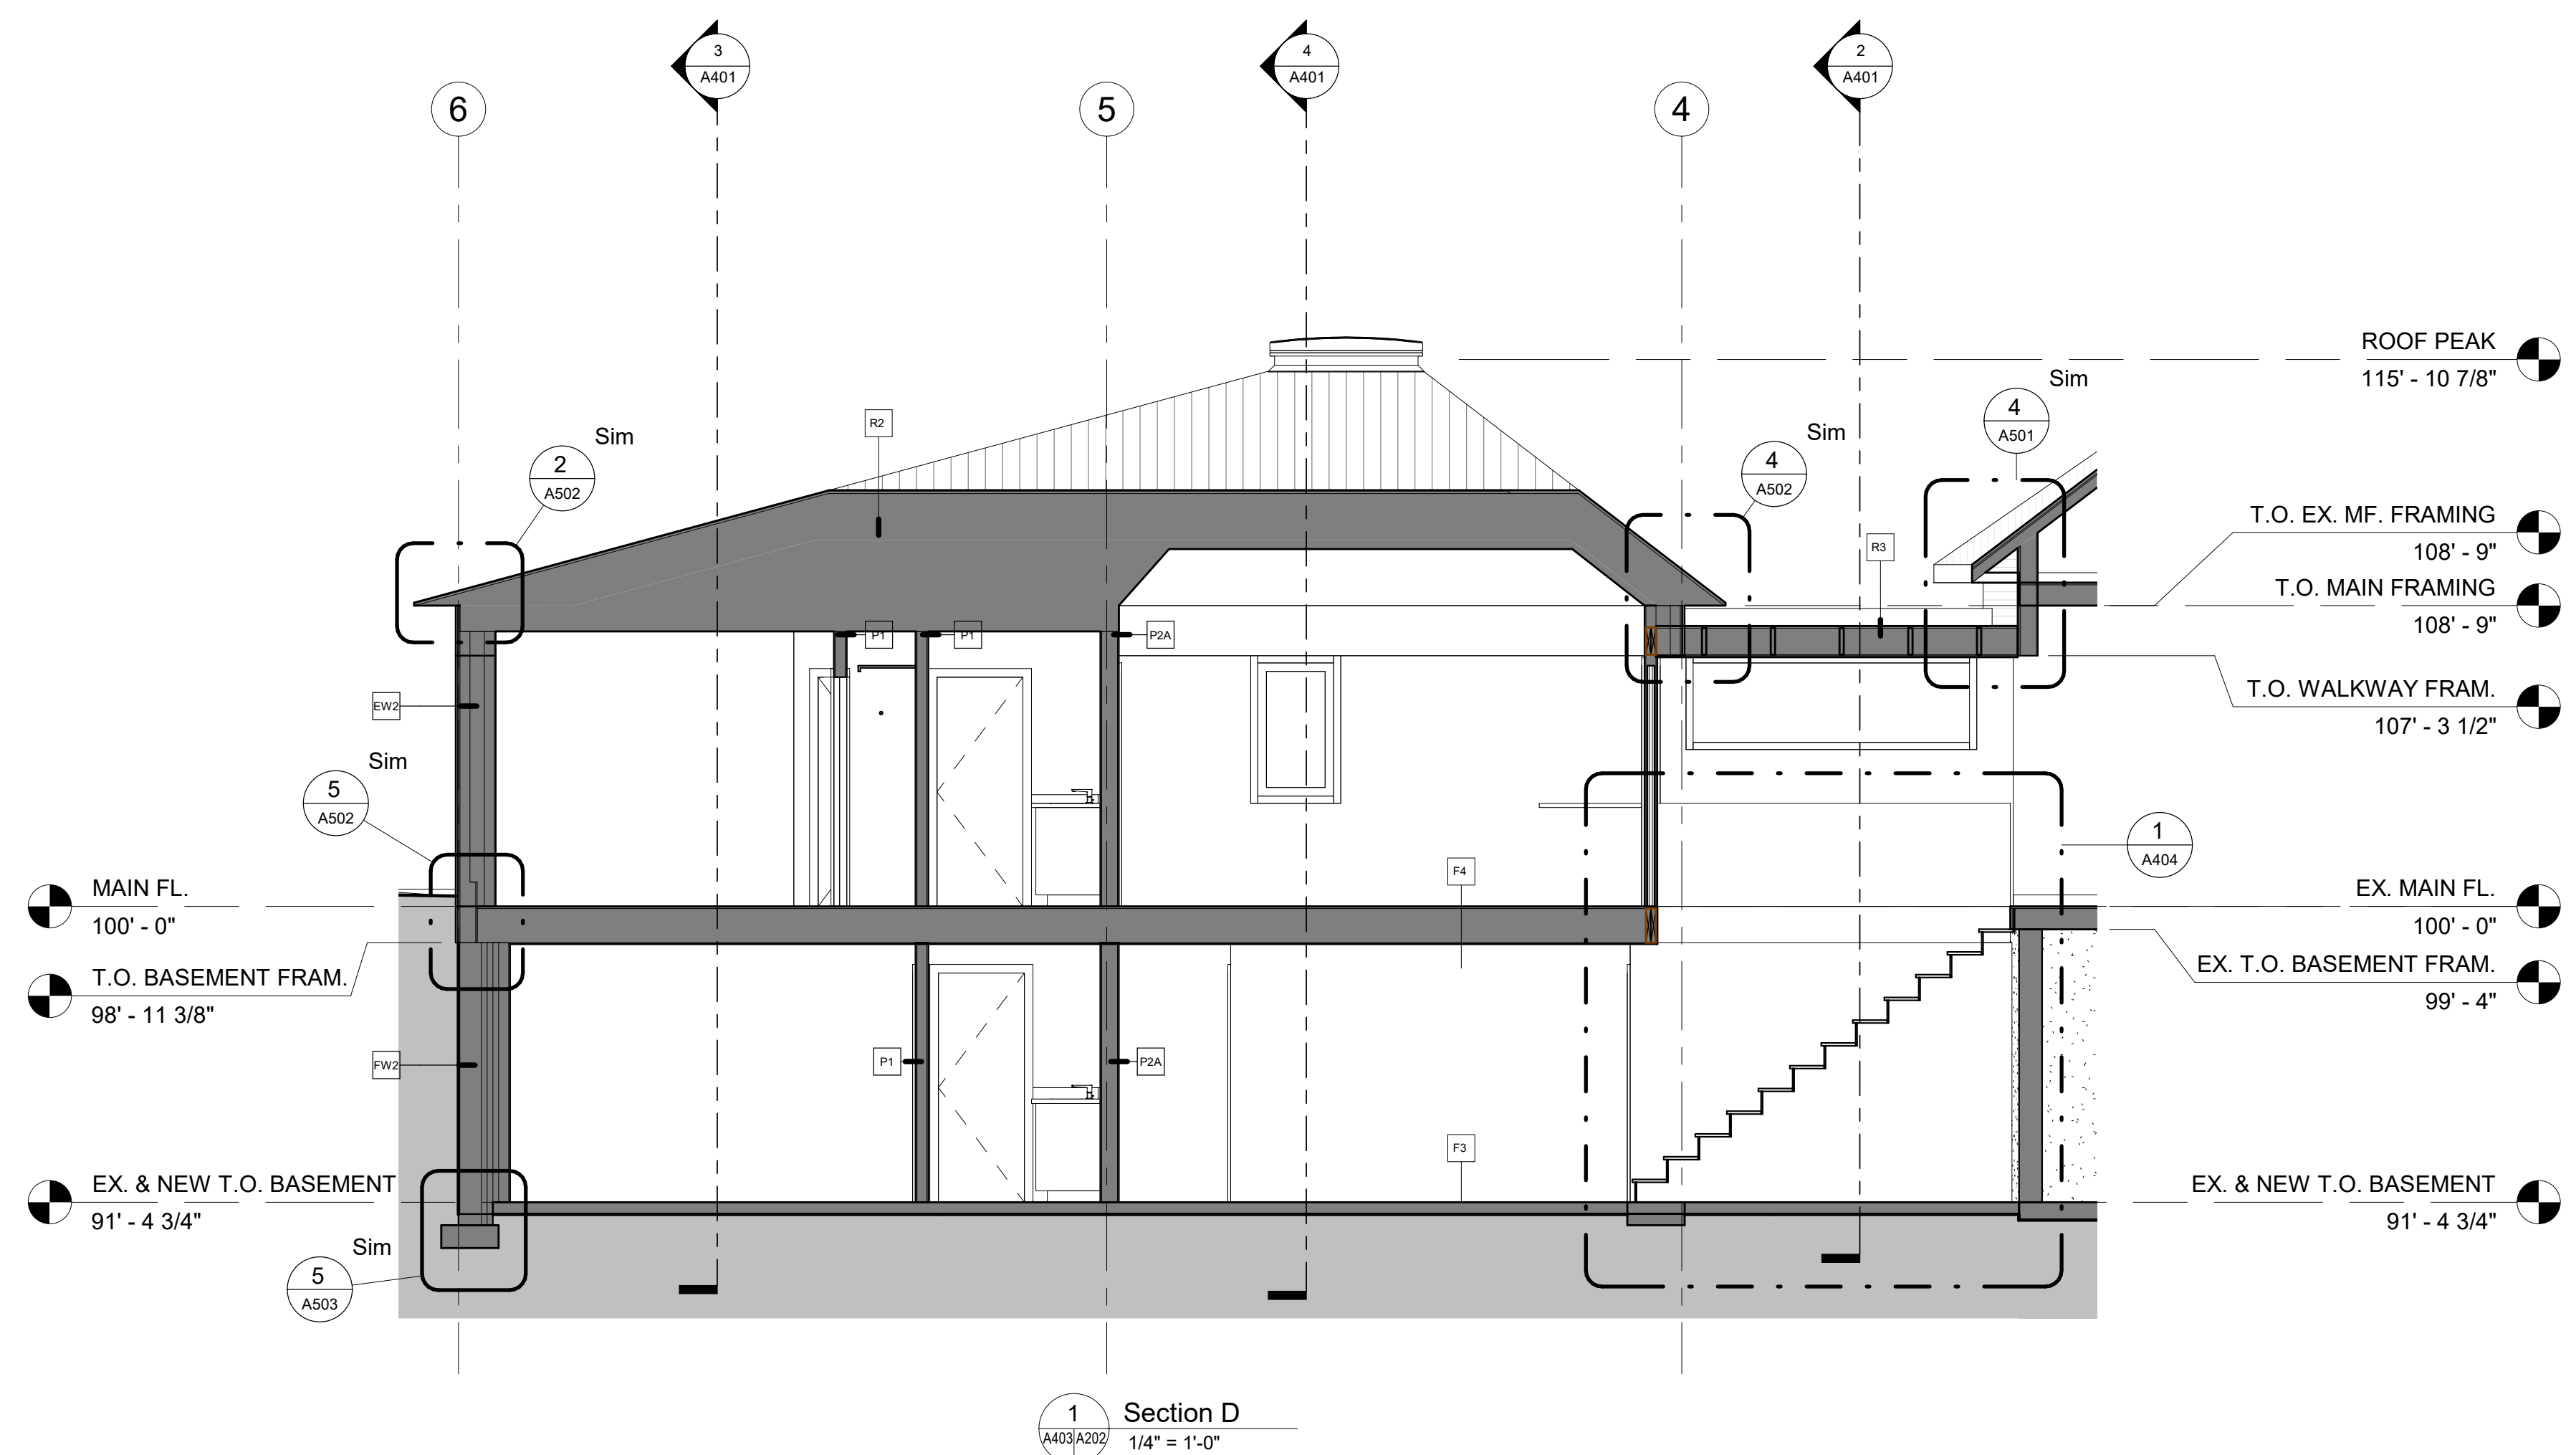 3
A401
4
A401
2
A401
6
5
4
ROOF PEAK
115' - 10 7/8"
Sim
4
A501
R2
Sim
2
A502
Sim
4
A502
R3
T.O. EX. MF. FRAMING
108' - 9"
T.O. MAIN FRAMING
108' - 9"
P1
P1
P2A
T.O. WALKWAY FRAM.
107' - 3 1/2"
EW2
Sim
5
A502
1
A404
F4
MAIN FL.
100' - 0"
EX. MAIN FL.
100' - 0"
T.O. BASEMENT FRAM.
98' - 11 3/8"
EX. T.O. BASEMENT FRAM.
99' - 4"
FW2
P1
P2A
F3
EX. & NEW T.O. BASEMENT
91' - 4 3/4"
EX. & NEW T.O. BASEMENT
91' - 4 3/4"
Sim
5
A503
1
A403 A202
Section D
1/4" = 1'-0"